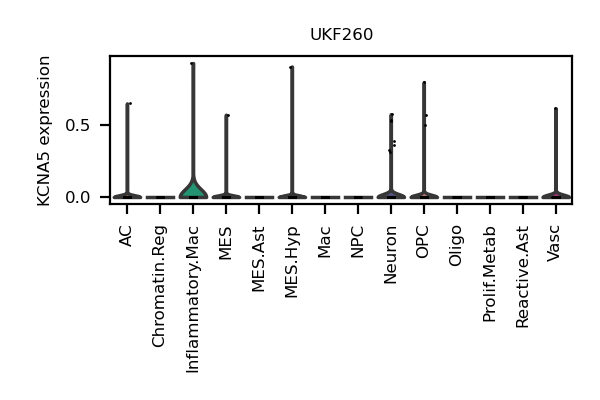 UKF260
KCNA5 expression
0.5
0.0
AC
Chromatin.Reg
Inflammatory.Mac
MES
MES.Ast
MES.Hyp
Mac
NPC
Neuron
OPC
Oligo
Prolif.Metab
Reactive.Ast
Vasc